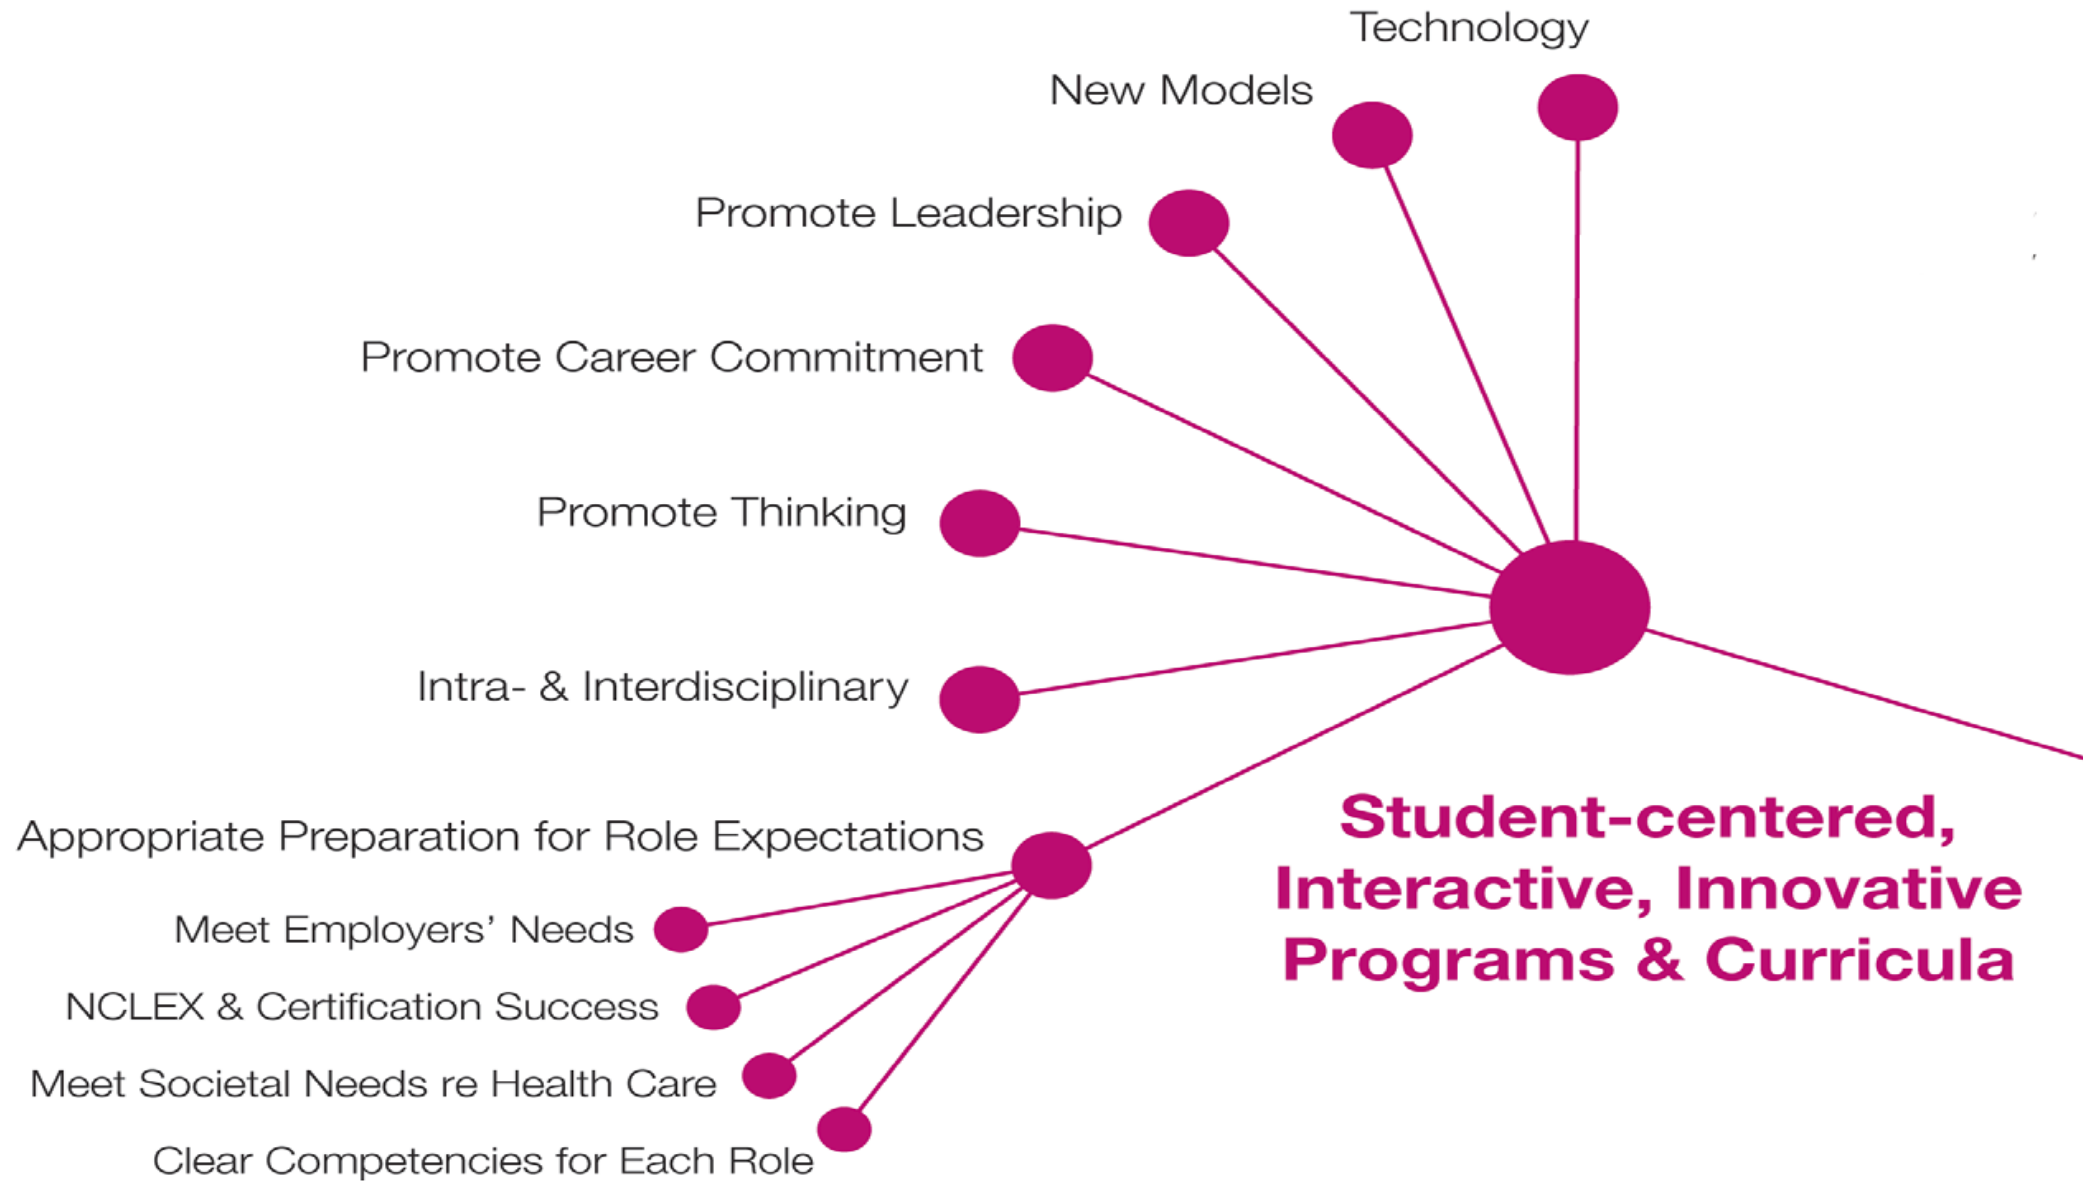 Technology
New Models
Promote Leadership
Promote Career Commitment
Promote Thinking
Intra- & Interdisciplinary
Appropriate Preparation for Role Expectations
Meet Employers’ Needs
NCLEX & Certification Success
Meet Societal Needs re Health Care
Clear Competencies for Each Role
Student-centered,
Interactive, Innovative
Programs & Curricula